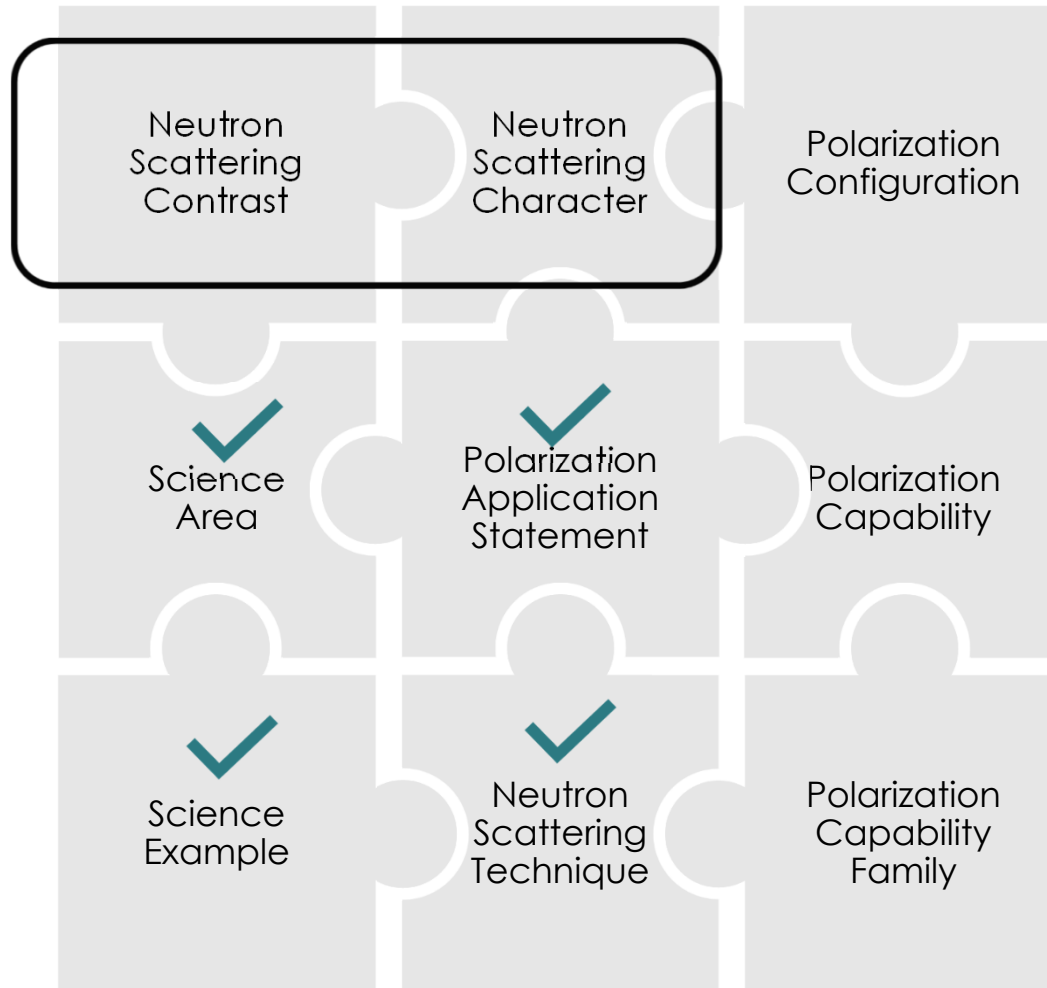 Neutron
Scattering
Contrast
Neutron
Scattering
Character
Polarization
Configuration
Science
Area
Polarization
Application
Statement
Polarization
Capability
Science
Example
Neutron
Scattering
Technique
Polarization
Capability
Family